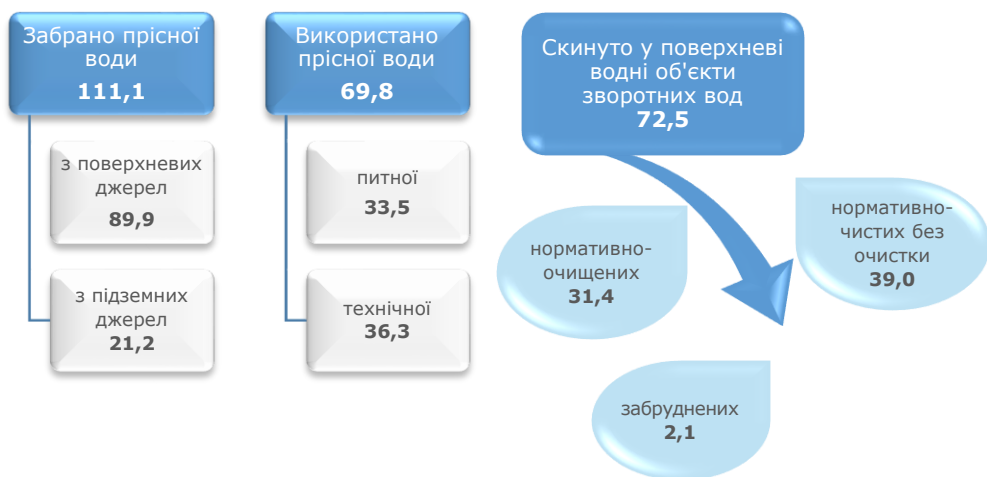 Забрано прісної
води
111,1
з поверхневих
джерел
89,9
з підземних
джерел
21,2
Використано
прісної води
69,8
питної
33,5
технічної
36,3
Скинуто у поверхневі
водні об'єкти
зворотних вод
72,5
нормативно-
очищених
31,4
нормативно-
чистих без
очистки
39,0
забруднених
2,1